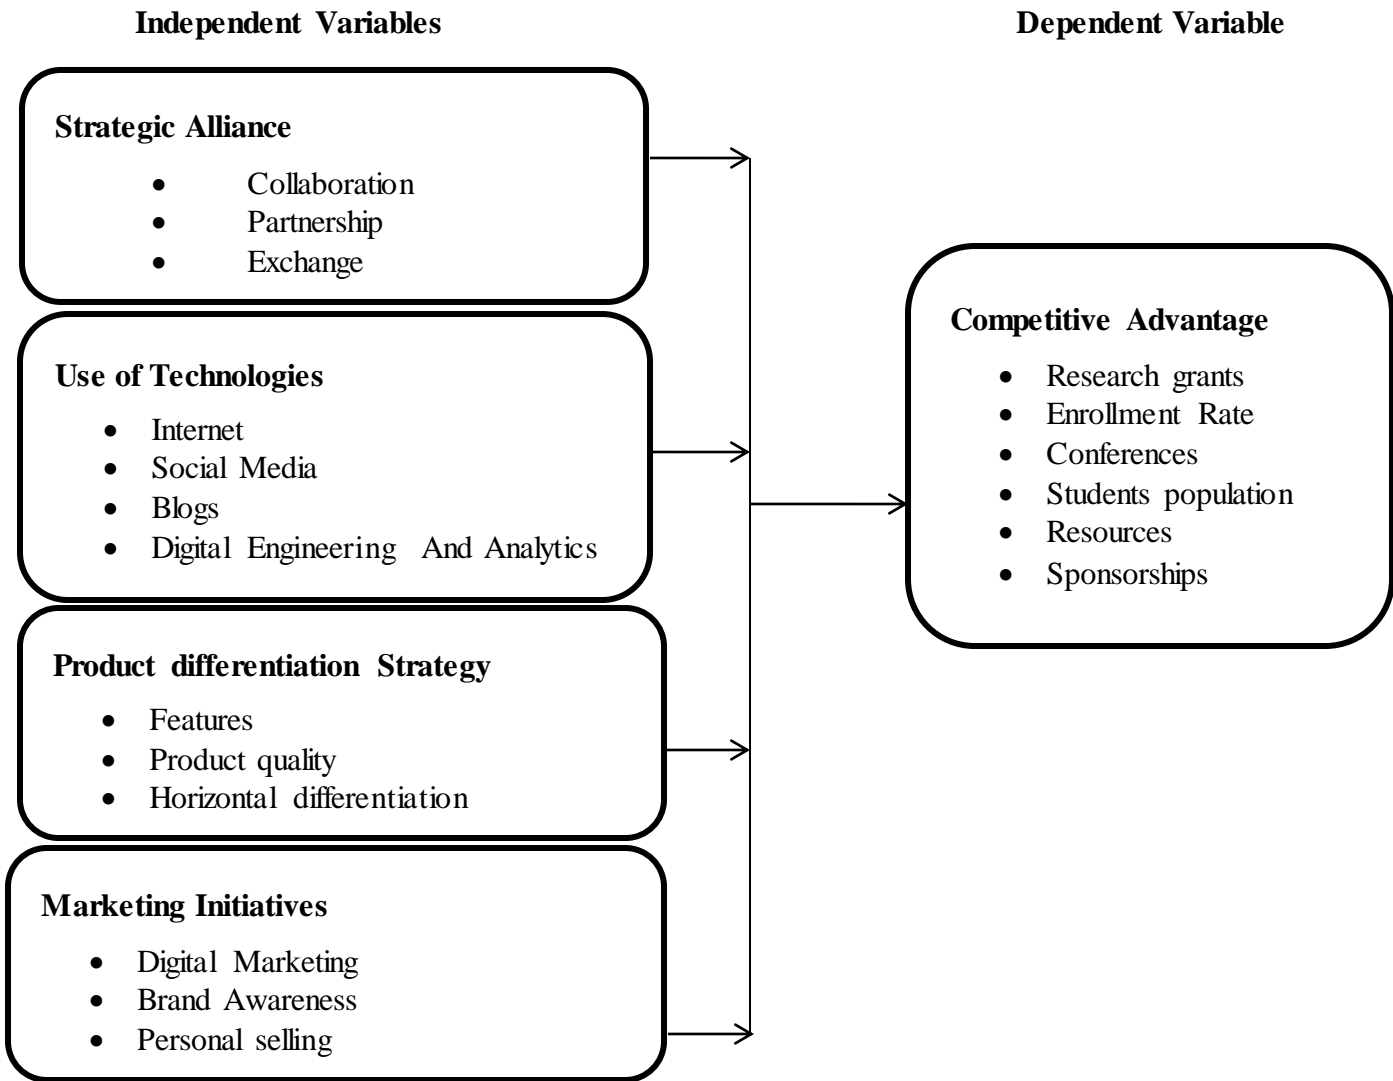 Independent Variables
Dependent Variable
Strategic Alliance
• Collaboration
• Partnership
• Exchange
Use of Technologies
• Internet
• Social Media
• Blogs
• Digital Engineering And Analytics
Product differentiation Strategy
• Features
• Product quality
• Horizontal differentiation
Marketing Initiatives
• Digital Marketing
• Brand Awareness
• Personal selling
Competitive Advantage
• Research grants
• Enrollment Rate
• Conferences
• Students population
• Resources
• Sponsorships